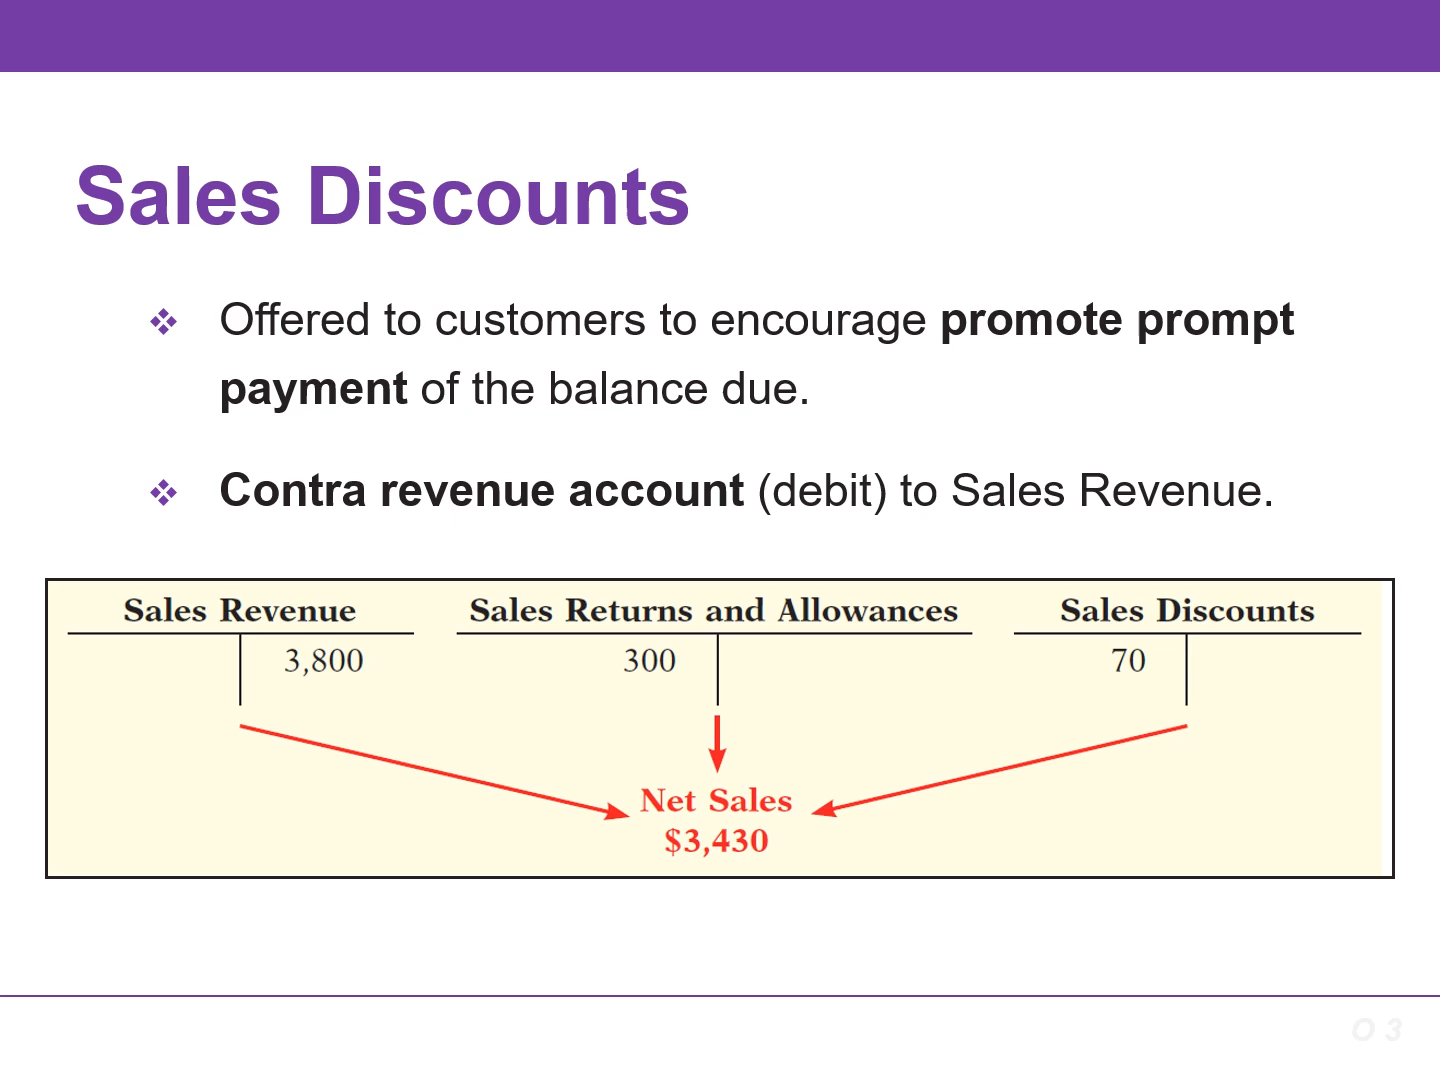 Sales Discounts
Offered to customers to encourage promote prompt
payment of the balance due.
Contra revenue account (debit) to Sales Revenue.
Sales Revenue Sales Returns and Allowances Sales Discounts
3,800 300 70
Net Sales
$3,430
O 3